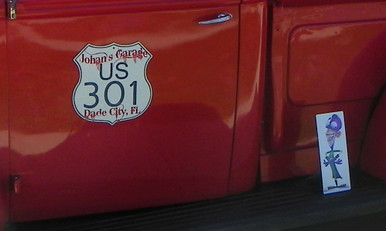 Johan's Garage
US
301
Dade City, Fl.